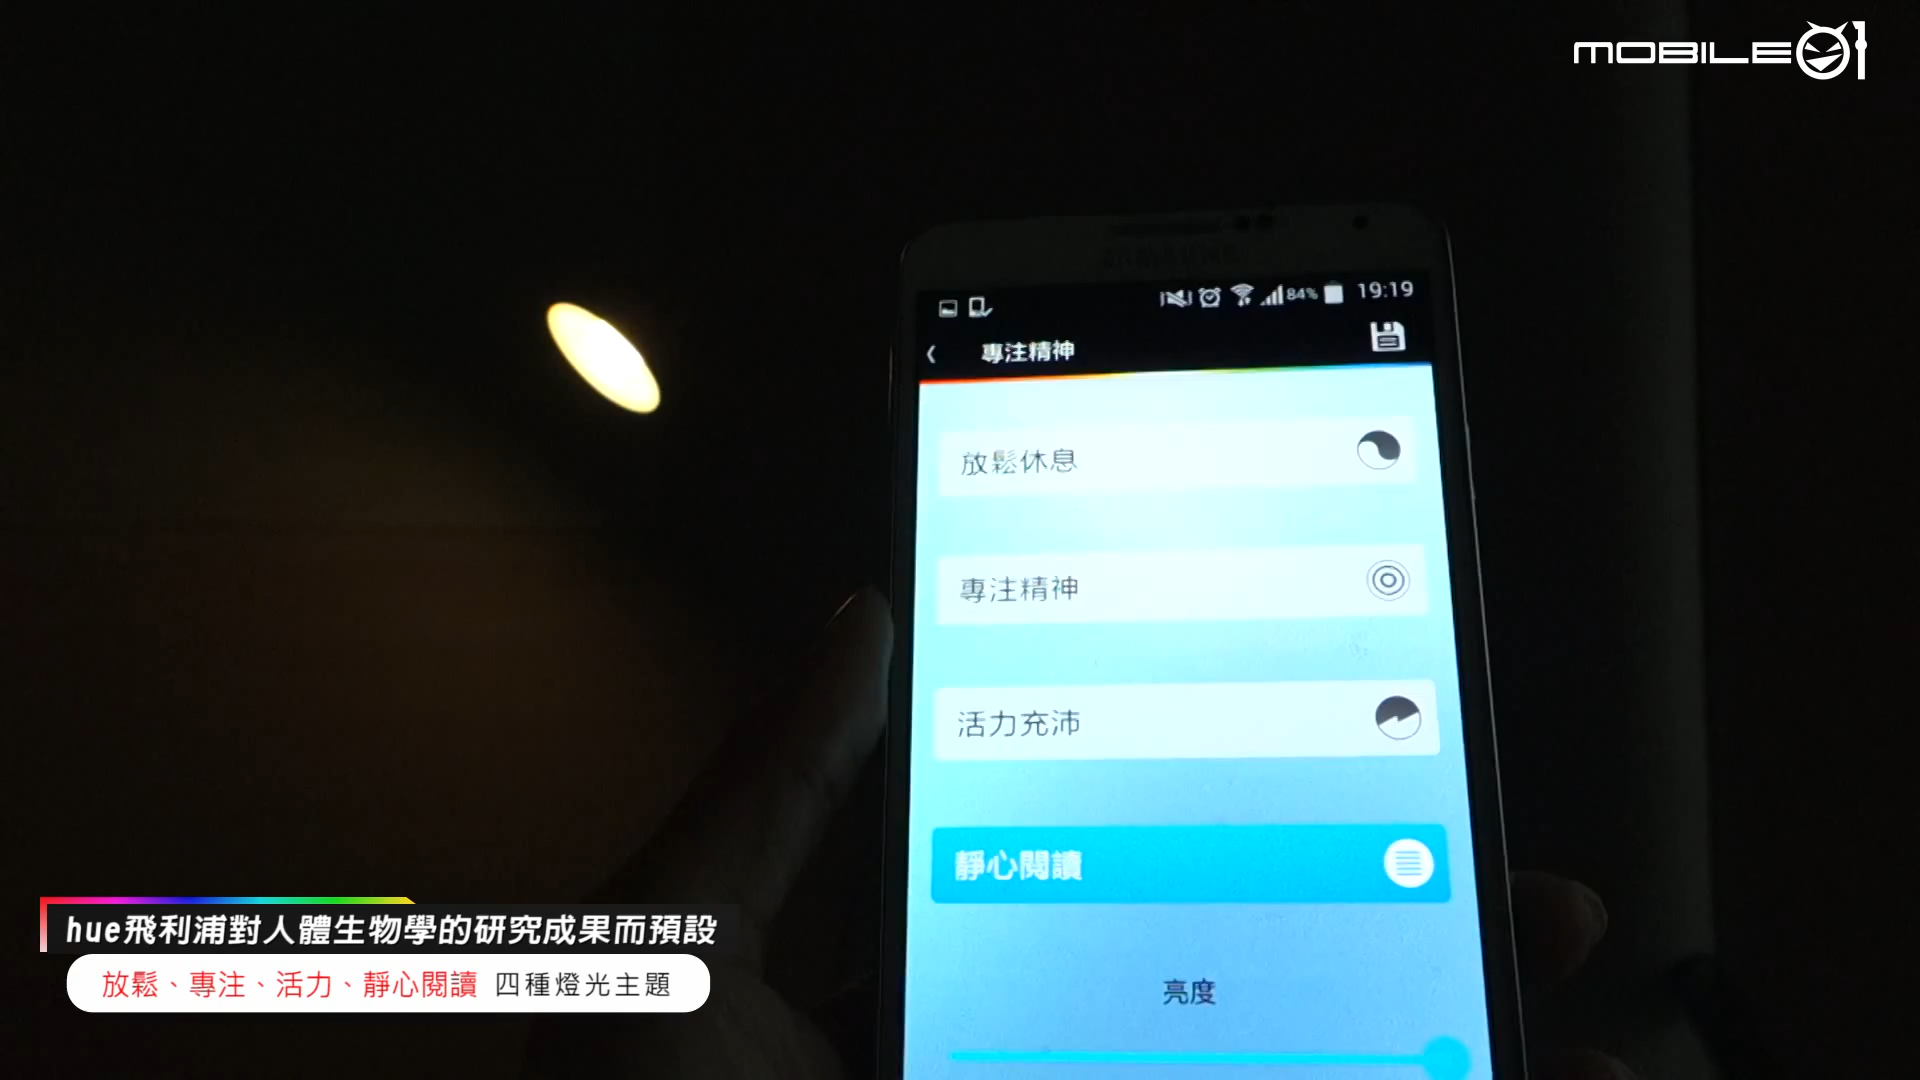 MOBILE01
SAMSUNG
84% 19:19
專注精神
放鬆休息
專注精神
活力充沛
靜心閱讀
亮度
hue飛利浦對人體生物學的研究成果而預設
放鬆、專注、活力、靜心閱讀 四種燈光主題